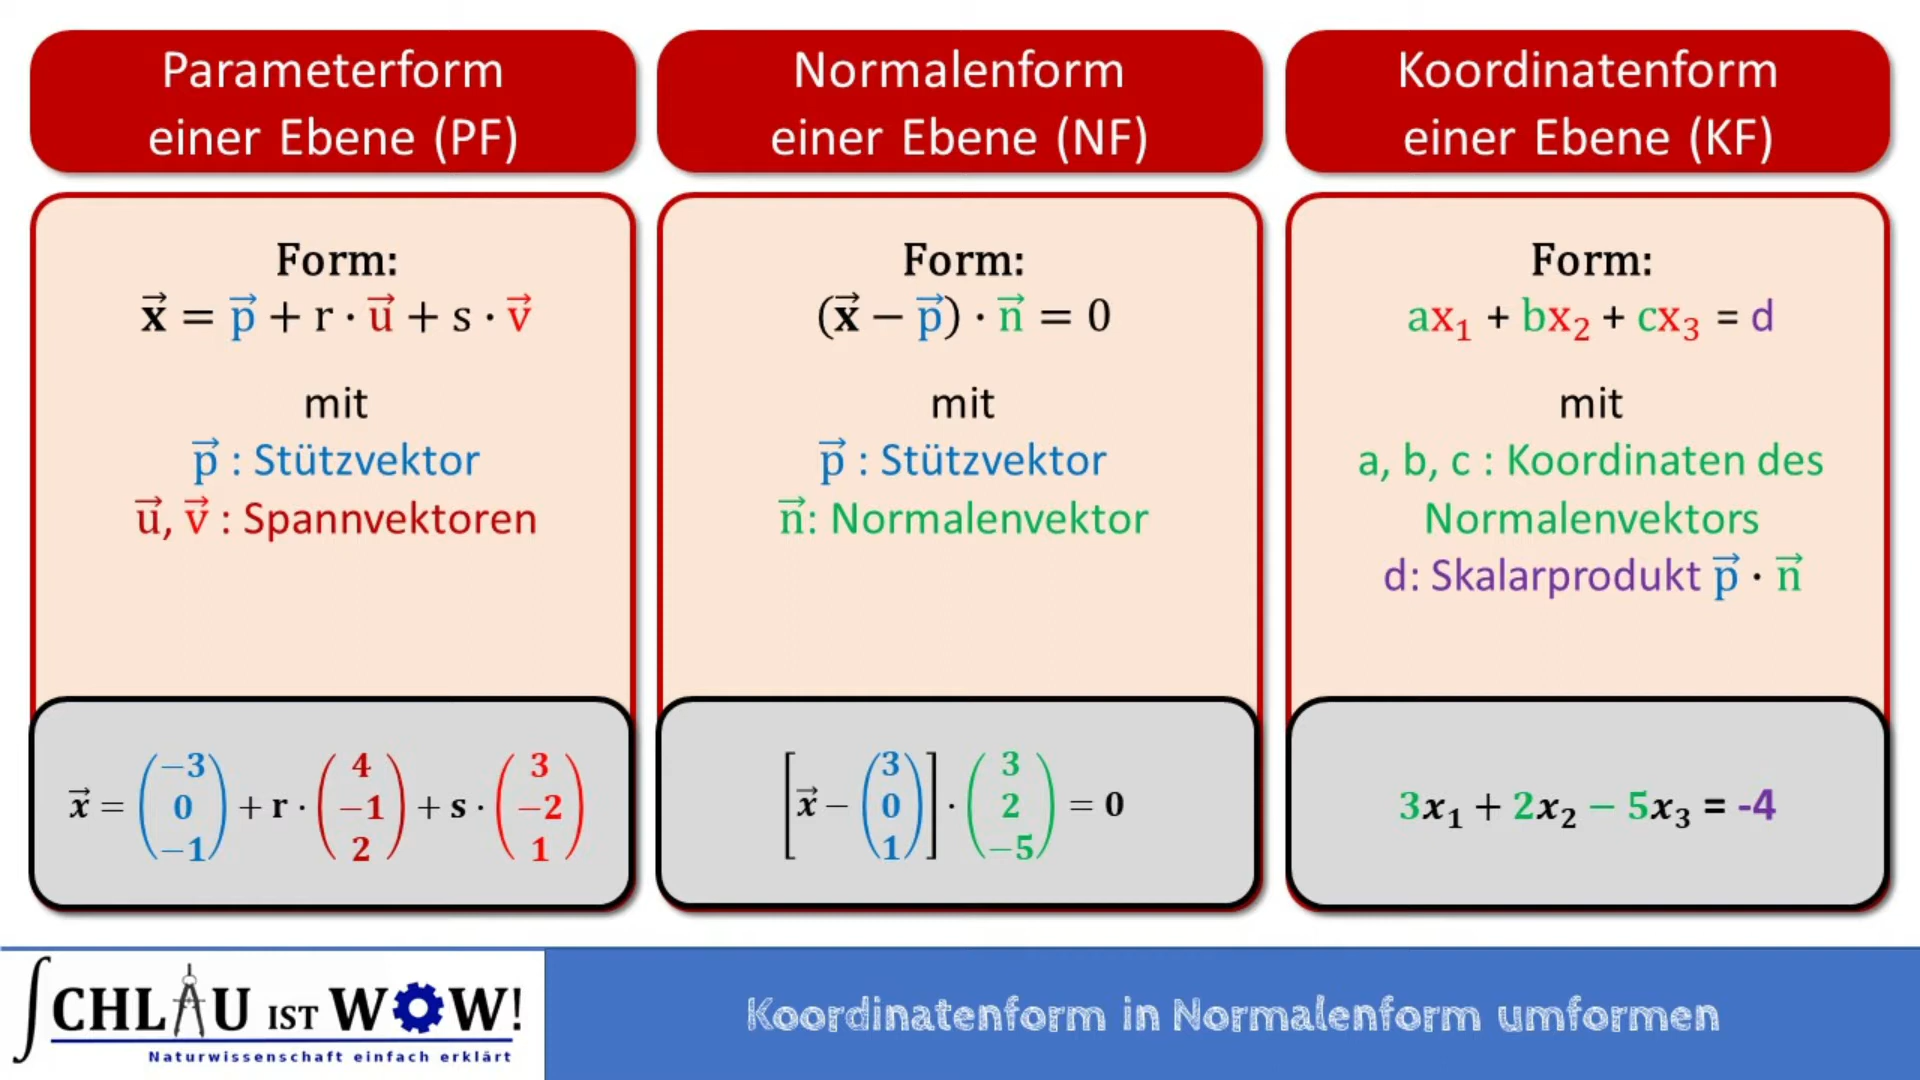 Parameterform
einer Ebene (PF)
Form:
x⃗ = p⃗ + r · u⃗ + s · v⃗
mit
p⃗ : Stützvektor
u⃗, v⃗ : Spannvektoren
x⃗ = (−3 0 −1) + r · (4 −1 2) + s · (3 −2 1)
Normalenform
einer Ebene (NF)
Form:
(x⃗ − p⃗) · n⃗ = 0
mit
p⃗ : Stützvektor
n⃗: Normalenvektor
[x⃗ − (3 0 1)] · (3 2 −5) = 0
Koordinatenform
einer Ebene (KF)
Form:
ax₁ + bx₂ + cx₃ = d
mit
a, b, c : Koordinaten des
Normalenvektors
d: Skalarprodukt p⃗ · n⃗
3x₁ + 2x₂ − 5x₃ = -4
∫CHLAU IST WOW!
Naturwissenschaft einfach erklärt
Koordinatenform in Normalenform umformen